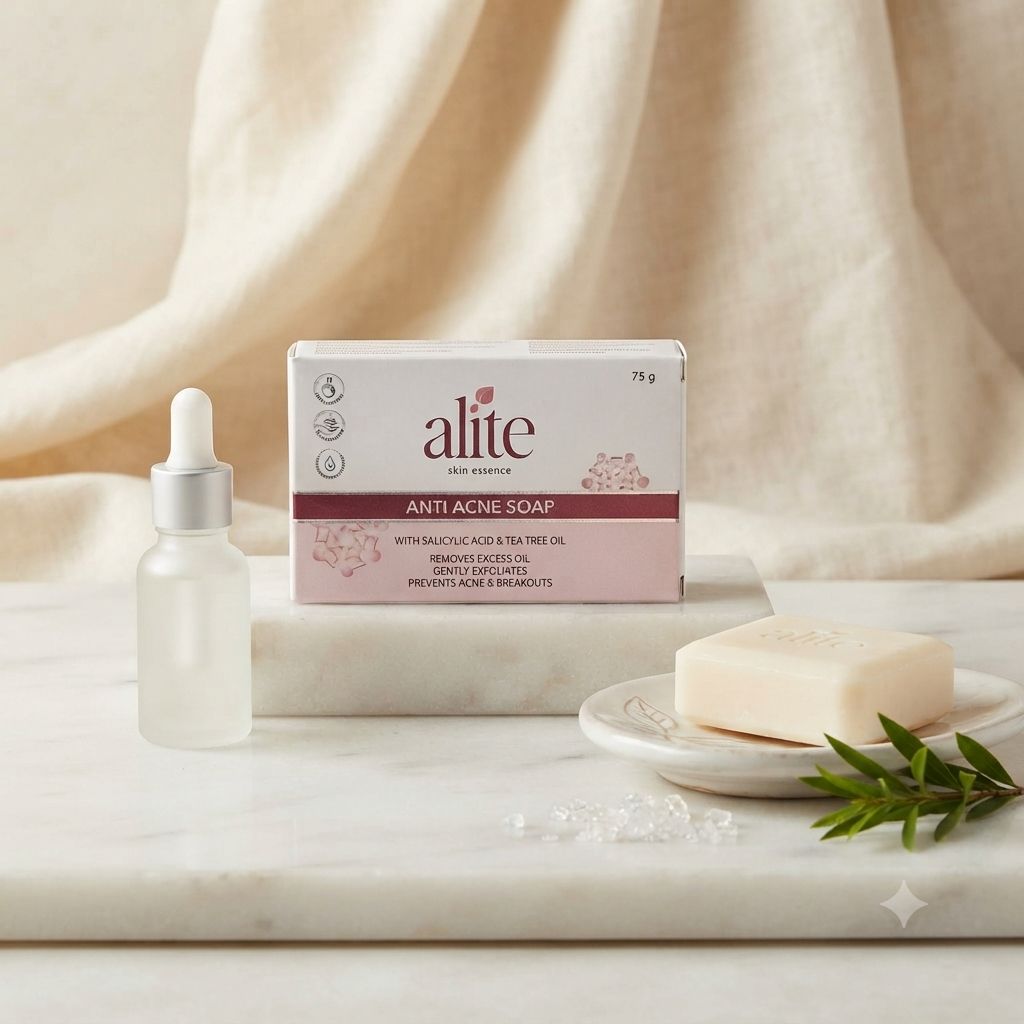 75 g
alite
skin essence
ANTI ACNE SOAP
WITH SALICYLIC ACID & TEA TREE OIL
REMOVES EXCESS OIL
GENTLY EXFOLIATES
PREVENTS ACNE & BREAKOUTS
alite